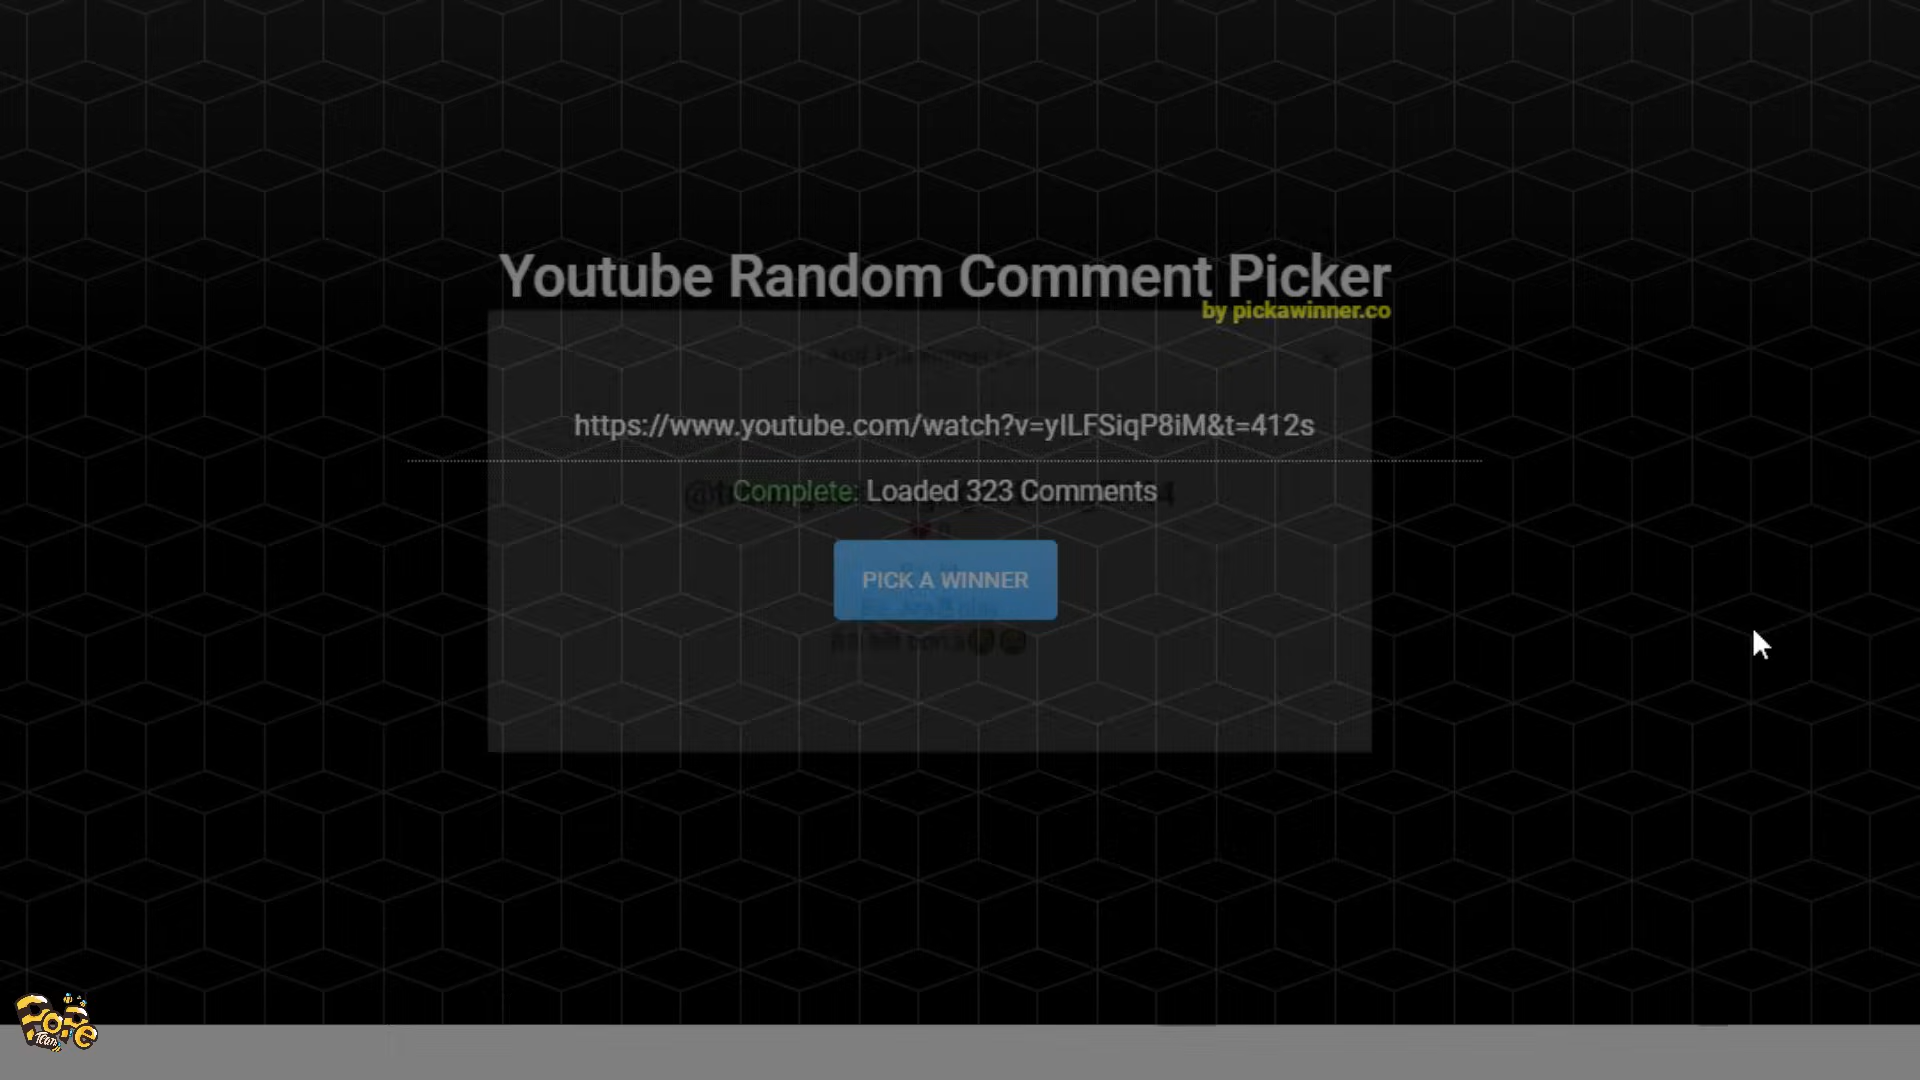 Youtube Random Comment Picker
by pickawinner.co
https://www.youtube.com/watch?v=ylLFSiqP8iM&t=412s
Complete: Loaded 323 Comments
PICK A WINNER